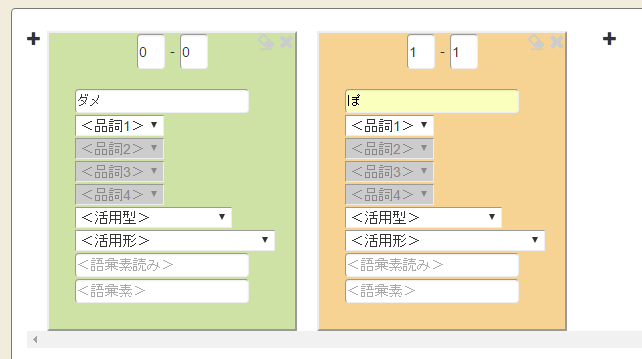 0 - 0
ダメ
＜品詞1＞
＜品詞2＞
＜品詞3＞
＜品詞4＞
＜活用型＞
＜活用形＞
＜語彙素読み＞
＜語彙素＞
1 - 1
ぽ
＜品詞1＞
＜品詞2＞
＜品詞3＞
＜品詞4＞
＜活用型＞
＜活用形＞
＜語彙素読み＞
＜語彙素＞